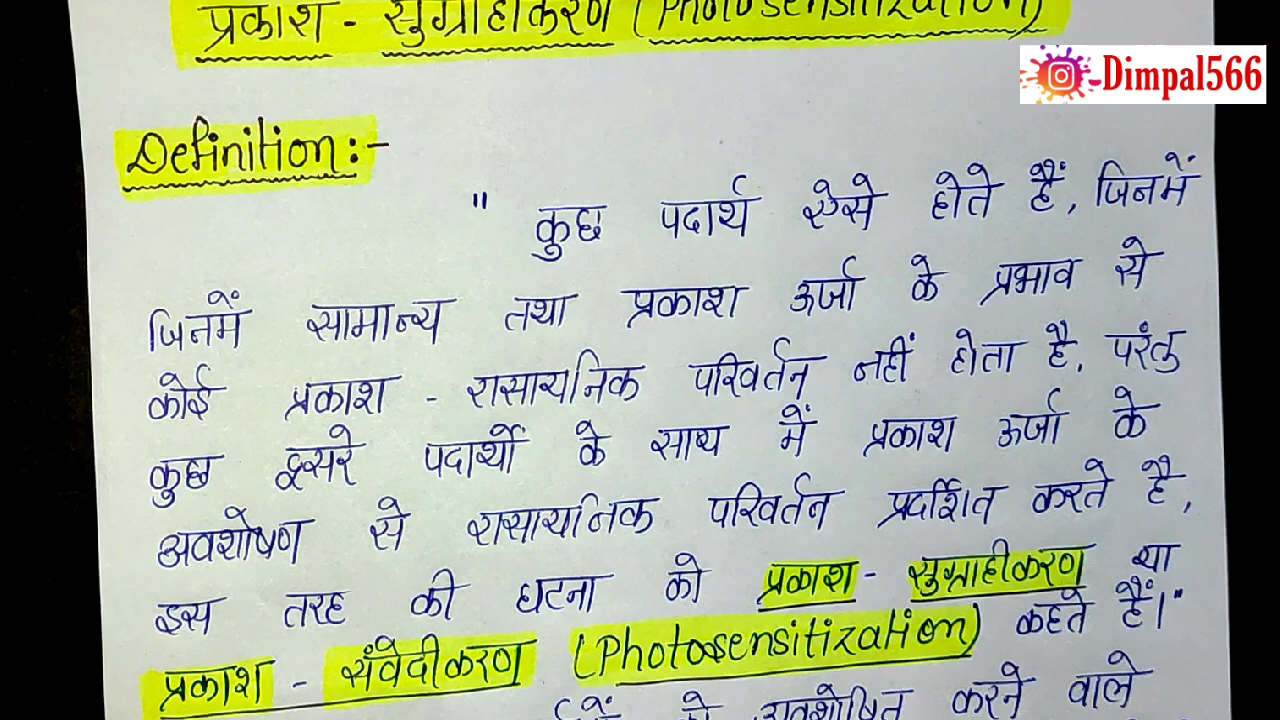 प्रकाश - सुग्राहीकरण (Photosensitization)
-Dimpal566
Definition:-
" कुछ पदार्थ ऐसे होते हैं, जिनमें
जिनमें सामान्य तथा प्रकाश ऊर्जा के प्रभाव से
कोई प्रकाश - रासायनिक परिवर्तन नहीं होता है, परंतु
कुछ दूसरे पदार्थों के साथ में प्रकाश ऊर्जा के
अवशोषण से रासायनिक परिवर्तन प्रदर्शित करते है,
इस तरह की घटना को प्रकाश - सुग्राहीकरण या
प्रकाश - संवेदीकरण (Photosensitization) कहते हैं।"
को अवशोषित करने वाले